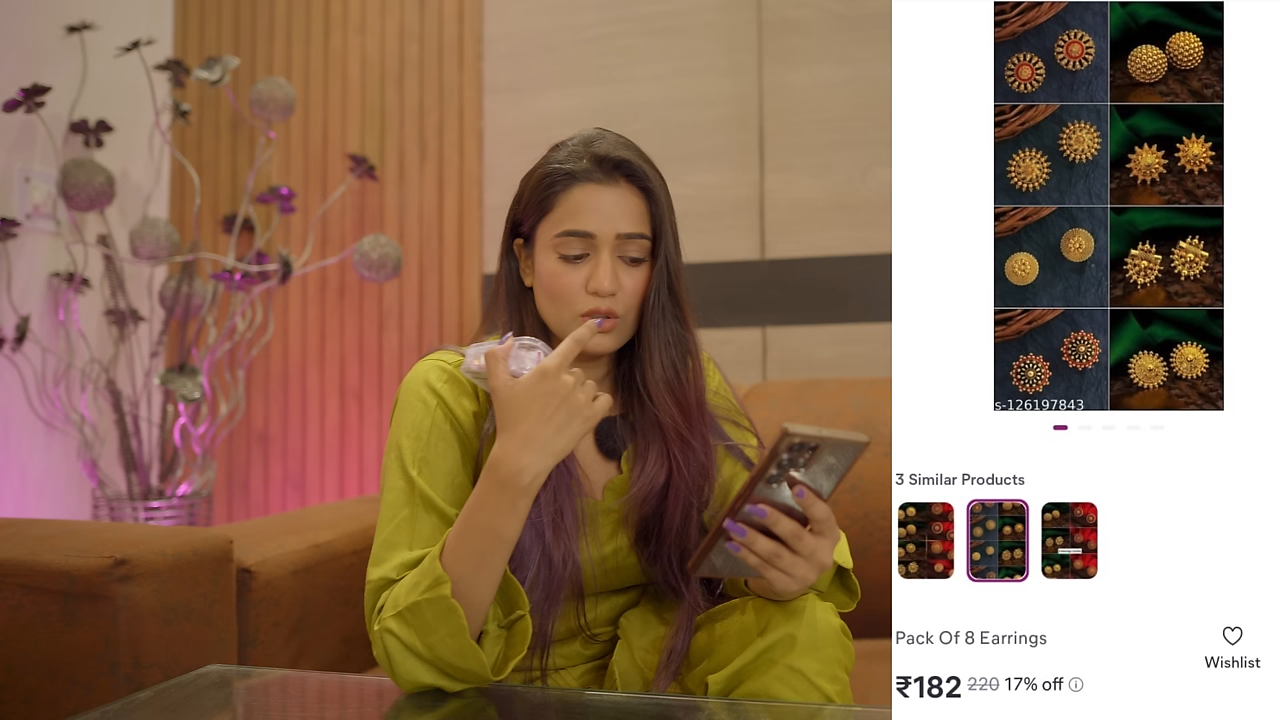 s-126197843
3 Similar Products
Pack Of 8 Earrings
Wishlist
₹182 220 17% off